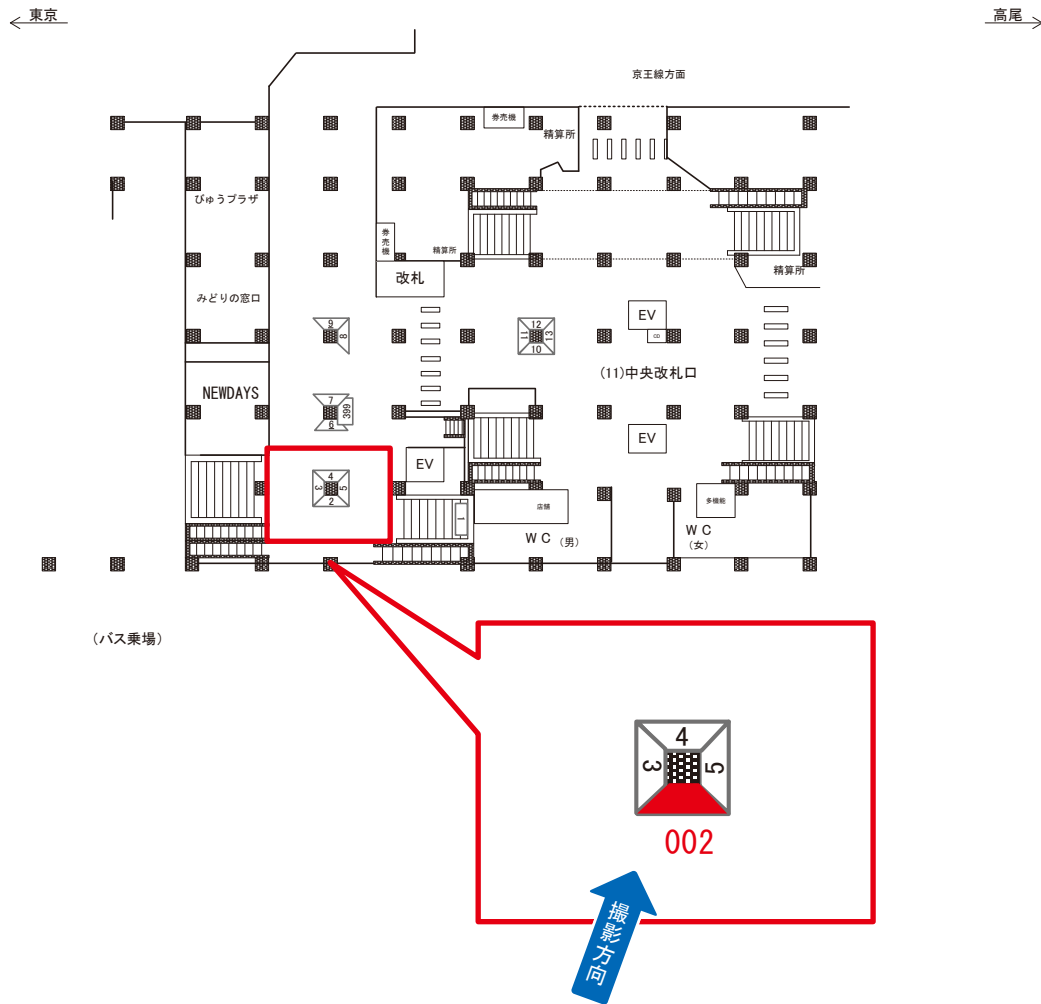 東京
高尾
京王線方面
券売機
精算所
びゅうプラザ
券売機
精算所
改札
精算所
みどりの窓口
EV
CD
9
8
12
11
13
10
(11)中央改札口
NEWDAYS
7
399
6
EV
EV
4
3
5
2
1
店舗
多機能
WC(男)
WC
(女)
(バス乗場)
4
3
5
002
撮影方向